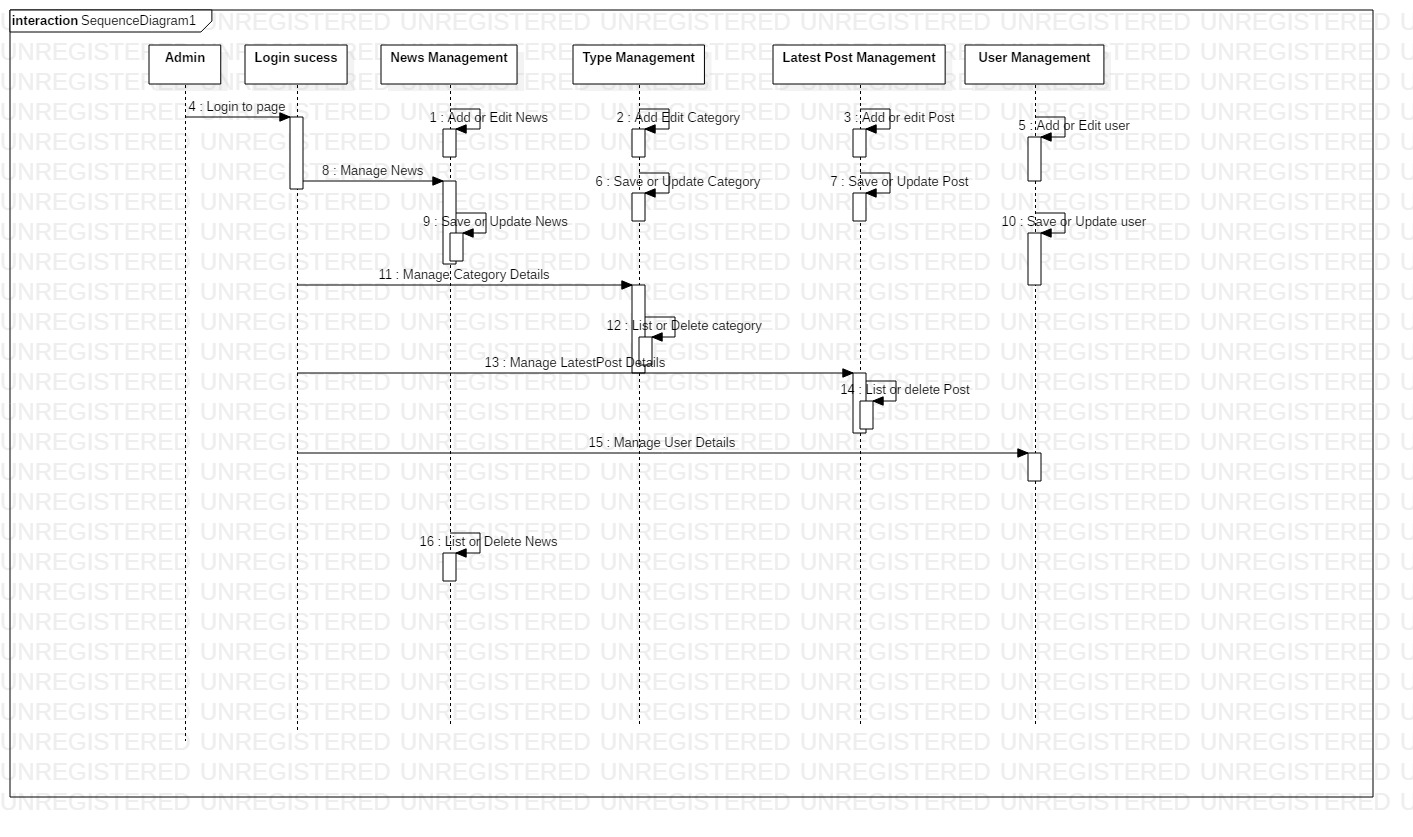 interaction SequenceDiagram1
Admin
Login sucess
News Management
Type Management
Latest Post Management
User Management
4 : Login to page
1 : Add or Edit News
2 : Add Edit Category
3 : Add or edit Post
5 : Add or Edit user
8 : Manage News
6 : Save or Update Category
7 : Save or Update Post
9 : Save or Update News
10 : Save or Update user
11 : Manage Category Details
12 : List or Delete category
13 : Manage LatestPost Details
14 : List or delete Post
15 : Manage User Details
16 : List or Delete News
UNREGISTERED